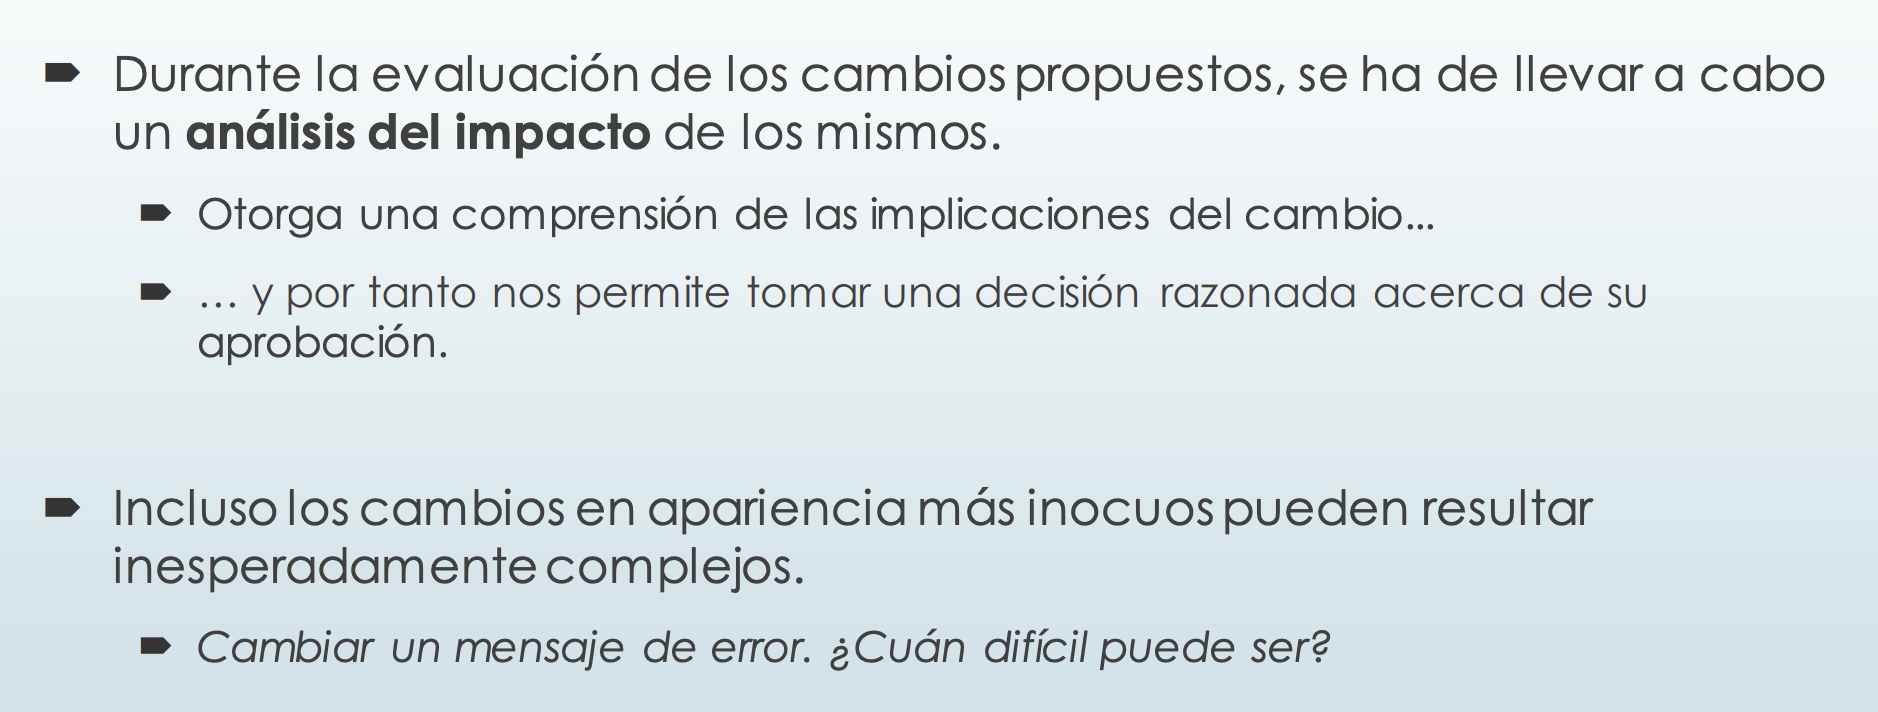 Durante la evaluación de los cambios propuestos, se ha de llevar a cabo
un análisis del impacto de los mismos.
Otorga una comprensión de las implicaciones del cambio...
... y por tanto nos permite tomar una decisión razonada acerca de su
aprobación.
Incluso los cambios en apariencia más inocuos pueden resultar
inesperadamente complejos.
Cambiar un mensaje de error. ¿Cuán difícil puede ser?